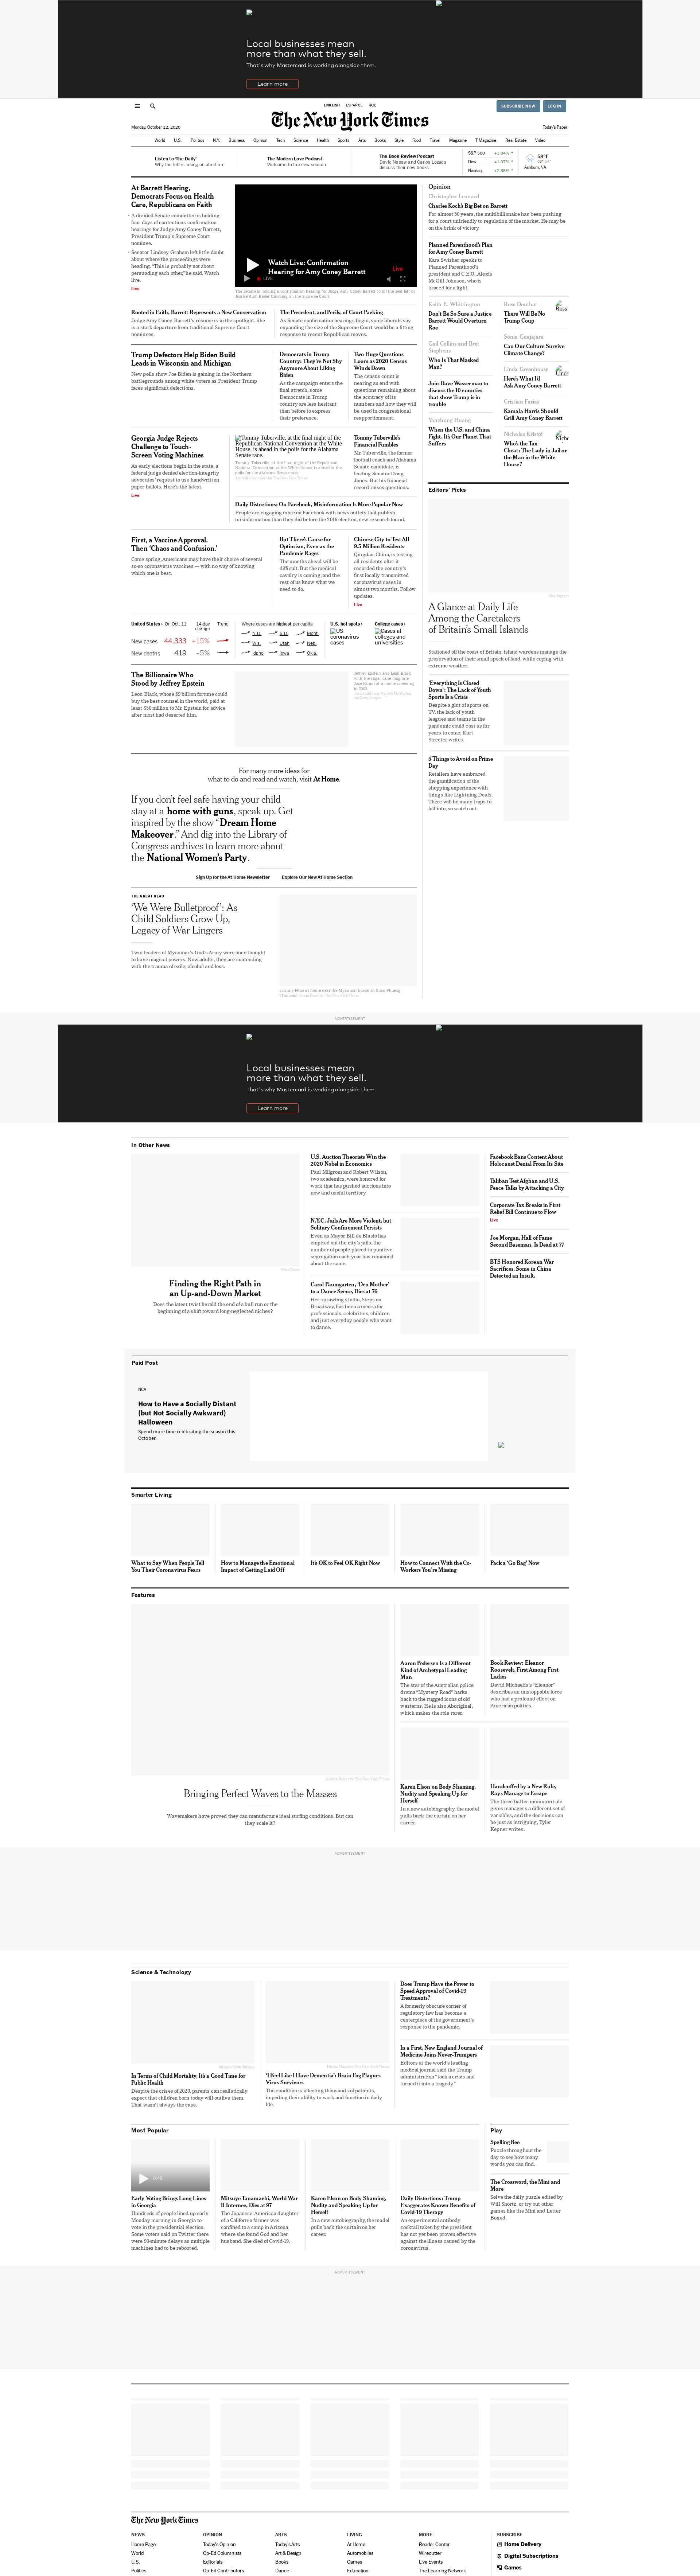 Local businesses mean
more than what they sell.
That's why Mastercard is working alongside them.
Learn more
ENGLISH ESPAÑOL 中文
SUBSCRIBE NOW LOG IN
The New York Times
Monday, October 12, 2020
Today's Paper
World U.S. Politics N.Y. Business Opinion Tech Science Health Sports Arts Books Style Food Travel Magazine T Magazine Real Estate Video
Listen to 'The Daily'
Why the left is losing on abortion.
The Modern Love Podcast
Welcome to the new season.
The Book Review Podcast
David Kessler and Carlos Lozada
discuss their new books.
S&P 500 +1.64% ↑
Dow
Nasdaq
58°F
Ashburn, VA
At Barrett Hearing,
Democrats Focus on Health
Care, Republicans on Faith
A divided Senate committee is holding
four days of contentious confirmation
hearings for Judge Amy Coney Barrett,
President Trump's Supreme Court
nominee.
Senator Lindsey Graham left little doubt
about where the proceedings were
heading. "This is probably not about
persuading each other," he said. Watch
live.
Live
Watch Live: Confirmation
Hearing for Amy Coney Barrett
Live
LIVE
The Senate is holding a confirmation hearing for Judge Amy Coney Barrett to fill the seat left by
Justice Ruth Bader Ginsburg on the Supreme Court.
Rooted in Faith, Barrett Represents a New Conservatism
Judge Amy Coney Barrett's résumé is in the spotlight. She
is a stark departure from traditional Supreme Court
nominees.
The Precedent, and Perils, of Court Packing
As Senate confirmation hearings begin, some liberals say
expanding the size of the Supreme Court would be a fitting
response to recent Republican moves.
Trump Defectors Help Biden Build
Leads in Wisconsin and Michigan
New polls show Joe Biden is gaining in the Northern
battlegrounds among white voters as President Trump
faces significant defections.
Democrats in Trump
Country: They're Not Shy
Anymore About Liking
Biden
As the campaign enters the
final stretch, some
Democrats in Trump
country are less hesitant
than before to express
their preference.
Two Huge Questions
Loom as 2020 Census
Winds Down
The census count is
nearing an end with
questions remaining about
the accuracy of its numbers
and how they will
be used in congressional
reapportionment.
Georgia Judge Rejects
Challenge to Touch-
Screen Voting Machines
As early elections begin in the state, a
federal judge denied election integrity
advocates' request to use handwritten
paper ballots. Here's the latest.
Live
Tommy Tuberville, at the final night of the
Republican National Convention at the White
House, is ahead in the polls for the Alabama
Senate race.
Tommy Tuberville, at the final night of the Republican
National Convention at the White House, is ahead in the
polls for the Alabama Senate race.
Tommy Tuberville's
Financial Fumbles
Mr. Tuberville, the former
football coach and Alabama
Senate candidate, is
leading Senator Doug
Jones. But his financial
record raises questions.
Daily Distortions: On Facebook, Misinformation Is More Popular Now
People are engaging more on Facebook with news outlets that publish
misinformation than they did before the 2016 election, new research found.
First, a Vaccine Approval.
Then 'Chaos and Confusion.'
Come spring, Americans may have their choice of several
so-so coronavirus vaccines — with no way of knowing
which one is best.
But There's Cause for
Optimism, Even as the
Pandemic Rages
The months ahead will be
difficult. But the medical
cavalry is coming, and the
rest of us know what we
need to do.
Chinese City to Test All
9.5 Million Residents
Qingdao, China, is testing
all residents after it
recorded the country's
first locally transmitted
coronavirus cases in
almost two months. Follow
updates.
Live
United States › On Oct. 11 14-day
change Trend
New cases 44,333 +15%
New deaths 419 –5%
Where cases are highest per capita
N.D. S.D. Mont.
Wis. Utah Neb.
Idaho Iowa Okla.
U.S. hot spots ›
US
coronavirus
cases
College cases ›
Cases at
colleges and
universities
The Billionaire Who
Stood by Jeffrey Epstein
Leon Black, whose $9 billion fortune could
buy the best counsel in the world, paid at
least $50 million to Mr. Epstein for advice
after most had deserted him.
Jeffrey Epstein and Leon Black
with the vaudeville magician
José Feliciano at a movie screening
in 2005
For many more ideas for
what to do and read and watch, visit At Home.
If you don't feel safe having your child
stay at a home with guns, speak up. Get
inspired by the show "Dream Home
Makeover." And dig into the Library of
Congress archives to learn more about
the National Women's Party.
Sign Up for the At Home Newsletter Explore Our New At Home Section
THE GREAT READ
'We Were Bulletproof': As
Child Soldiers Grow Up,
Legacy of War Lingers
Twin leaders of Myanmar's God's Army were once thought
to have magical powers. Now adults, they are contending
with the trauma of exile, alcohol and loss.
Opinion
Christopher Leonard
Charles Koch's Big Bet on Barrett
For almost 50 years, the multibillionaire has been pushing
for a court unfriendly to regulation of the market. He may be
on the brink of victory.
Planned Parenthood's Plan
for Amy Coney Barrett
Kara Swisher speaks to
Planned Parenthood's
president and C.E.O., Alexis
McGill Johnson, who is
braced for a fight.
Keith E. Whittington
Don't Be So Sure a Justice
Barrett Would Overturn
Roe
Gail Collins and Bret
Stephens
Who Is That Masked
Man?
Join Dave Wasserman to
discuss the 10 counties
that show Trump is in
trouble
Yanzhong Huang
When the U.S. and China
Fight, It's Our Planet That
Suffers
Ross Douthat
There Will Be No
Trump Coup
Sitesia Guajajara
Can Our Culture Survive
Climate Change?
Linda Greenhouse
Here's What I'd
Ask Amy Coney Barrett
Cristian Farias
Kamala Harris Should
Grill Amy Coney Barrett
Nicholas Kristof
Who's the Tax
Cheat: The Lady in Jail or
the Man in the White
House?
Editors' Picks
A Glance at Daily Life
Among the Caretakers
of Britain's Small Islands
Stationed off the coast of Britain, island wardens manage the
preservation of their small speck of land, while coping with
extreme weather.
'Everything Is Closed
Down': The Lack of Youth
Sports Is a Crisis
Despite a glut of sports on
TV, the lack of youth
leagues and teams in the
pandemic could cost us for
years to come, Kurt
Streeter writes.
5 Things to Avoid on Prime
Day
Retailers have embraced
the gamification of the
shopping experience with
things like Lightning Deals.
There will be many traps to
fall into, so watch out.
ADVERTISEMENT
Local businesses mean
more than what they sell.
That's why Mastercard is working alongside them.
Learn more
In Other News
Finding the Right Path in
an Up-and-Down Market
Does the latest twist herald the end of a bull run or the
beginning of a shift toward long-neglected niches?
U.S. Auction Theorists Win the
2020 Nobel in Economics
Paul Milgrom and Robert Wilson,
two academics, were honored for
work that has pushed auctions into
new and useful territory.
N.Y.C. Jails Are More Violent, but
Solitary Confinement Persists
Even as Mayor Bill de Blasio has
emptied out the city's jails, the
number of people placed in punitive
segregation each year has remained
about the same.
Carol Paumgarten, 'Den Mother'
to a Dance Scene, Dies at 76
Her sprawling studio, Steps on
Broadway, has been a mecca for
professionals, celebrities, children
and just everyday people who want
to dance.
Facebook Bans Content About
Holocaust Denial From Its Site
Taliban Test Afghan and U.S.
Peace Talks by Attacking a City
Corporate Tax Breaks in First
Relief Bill Continue to Flow
Live
Joe Morgan, Hall of Fame
Second Baseman, Is Dead at 77
BTS Honored Korean War
Sacrifices. Some in China
Detected an Insult.
Paid Post
NCA
How to Have a Socially Distant
(but Not Socially Awkward)
Halloween
Spend more time celebrating the season this
October.
Smarter Living
What to Say When People Tell
You Their Coronavirus Fears
How to Manage the Emotional
Impact of Getting Laid Off
It's OK to Feel OK Right Now
How to Connect With the Co-
Workers You're Missing
Pack a 'Go Bag' Now
Features
Bringing Perfect Waves to the Masses
Wavemakers have proved they can manufacture surfing conditions. But can
they scale it?
Aaron Pedersen Is a Different
Kind of Archetypal Leading
Man
The star of the Australian police
drama "Mystery Road" harks
back to the rugged icons of old
westerns. He is also Aboriginal,
which makes the role rarer.
Book Review: Eleanor
Roosevelt, First Among First
Ladies
David Michaelis's "Eleanor"
describes an unstoppable force
who had a profound effect on
American politics.
Karen Elson on Body Shaming,
Nudity and Speaking Up for
Herself
In a new autobiography, the model
pulls back the curtain on her
career.
Handcuffed by a New Rule,
Rays Manage to Escape
The three-batter-minimum rule
gives managers a different set of
variables, and the decisions can
be just as intriguing, Tyler
Kepner writes.
ADVERTISEMENT
Science & Technology
In Terms of Child Mortality, It's a Good Time for
Public Health
Despite the crises of 2020, parents can realistically
expect that children born today will outlive them.
That wasn't always the case.
'I Feel Like I Have Dementia': Brain Fog Plagues
Virus Survivors
The condition is affecting thousands of patients,
impeding their ability to work and function in daily
life.
Does Trump Have the Power to
Speed Approval of Covid-19
Treatments?
A formerly obscure corner of
regulatory law has become a
centerpiece of the government's
response to the pandemic.
In a First, New England Journal of
Medicine Joins Never-Trumpers
Editors at the world's leading
medical journal said the Trump
administration "took a crisis and
turned it into a tragedy."
Most Popular
Early Voting Brings Long Lines
in Georgia
Hundreds of people lined up early
Monday morning in Georgia to
vote in the presidential election.
Some voters said on Twitter there
were 90-minute delays as multiple
machines had to be rebooted.
Mitsuye Tanamachi, World War
II Internee, Dies at 97
The Japanese-American daughter
of a California farmer was
confined to a camp in Arizona
where she also found God and her
husband. She died of Covid-19.
Karen Elson on Body Shaming,
Nudity and Speaking Up for
Herself
In a new autobiography, the model
pulls back the curtain on her
career.
Daily Distortions: Trump
Exaggerates Known Benefits of
Covid-19 Therapy
An experimental antibody
cocktail taken by the president
has not yet been proven effective
against the illness caused by the
coronavirus.
Play
Spelling Bee
Puzzle throughout the
day to see how many
words you can find.
The Crossword, the Mini and
More
Solve the daily puzzle edited by
Will Shortz, or try out other
games like the Mini and Letter
Boxed.
ADVERTISEMENT
The New York Times
NEWS
Home Page
World
U.S.
Politics
OPINION
Today's Opinion
Op-Ed Columnists
Editorials
Op-Ed Contributors
ARTS
Today's Arts
Art & Design
Books
Dance
LIVING
At Home
Automobiles
Games
Education
MORE
Reader Center
Wirecutter
Live Events
The Learning Network
SUBSCRIBE
Home Delivery
Digital Subscriptions
Games